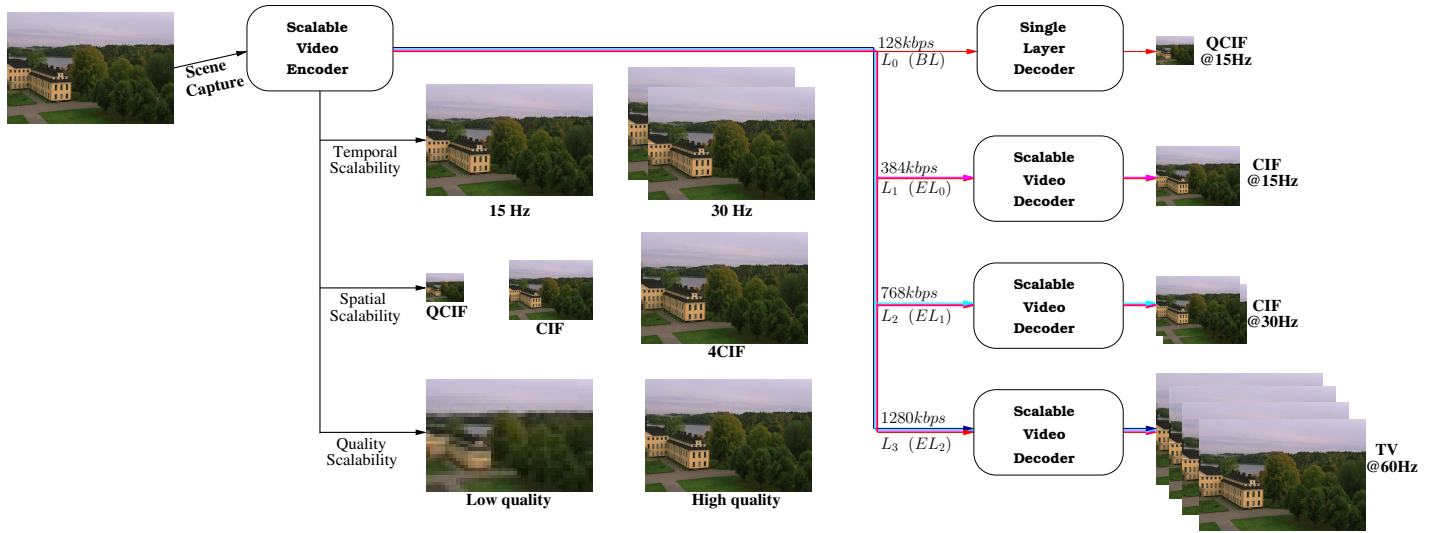 Scalable
Video
Encoder
Scene
Capture
Temporal
Scalability
15 Hz
30 Hz
Spatial
Scalability
QCIF
CIF
4CIF
Quality
Scalability
Low quality
High quality
128kbps
L₀ (BL)
Single
Layer
Decoder
QCIF
@15Hz
384kbps
L₁ (EL₀)
Scalable
Video
Decoder
CIF
@15Hz
768kbps
L₂ (EL₁)
Scalable
Video
Decoder
CIF
@30Hz
1280kbps
L₃ (EL₂)
Scalable
Video
Decoder
TV
@60Hz